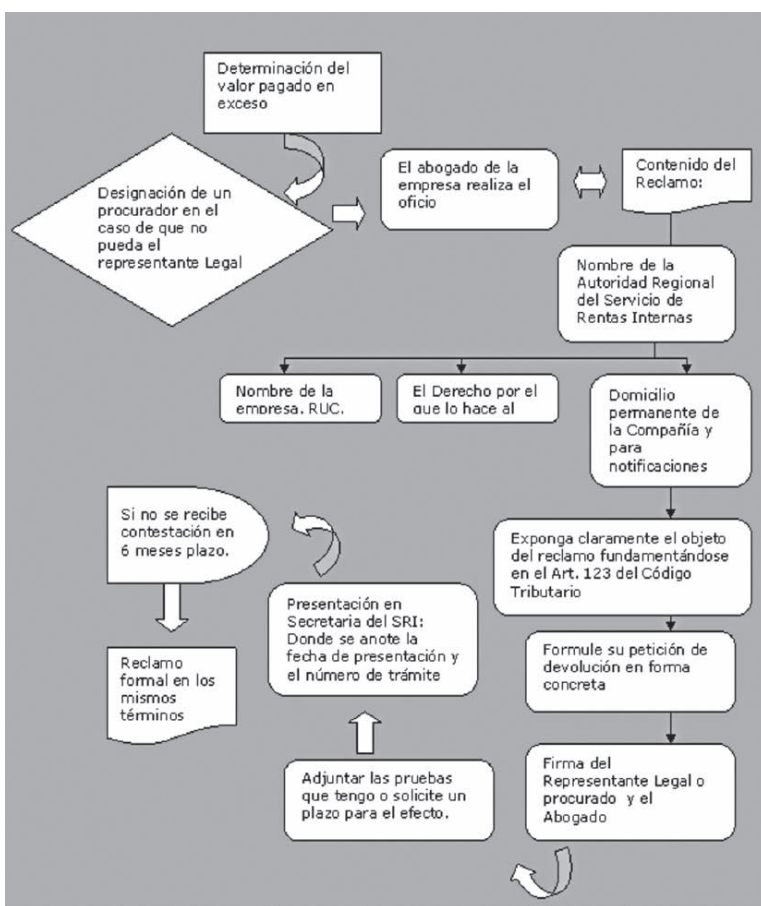 Determinación del
valor pagado en
exceso
Designación de un
procurador en el
caso de que no
pueda el
representante Legal
El abogado de la
empresa realiza el
oficio
Contenido del
Reclamo:
Nombre de la
Autoridad Regional
del Servicio de
Rentas Internas
Nombre de la
empresa, RUC.
El Derecho por el
que lo hace al
Domicilio
permanente de
la Compañía y
para
notificaciones
Exponga claramente el objeto
del reclamo fundamentándose
en el Art. 123 del Código
Tributario
Formule su petición de
devolución en forma
concreta
Firma del
Representante Legal o
procurado y el
Abogado
Adjuntar las pruebas
que tengo o solicite un
plazo para el efecto.
Presentación en
Secretaria del SRI:
Donde se anote la
fecha de presentación y
el número de trámite
Si no se recibe
contestación en
6 meses plazo.
Reclamo
formal en los
mismos
términos